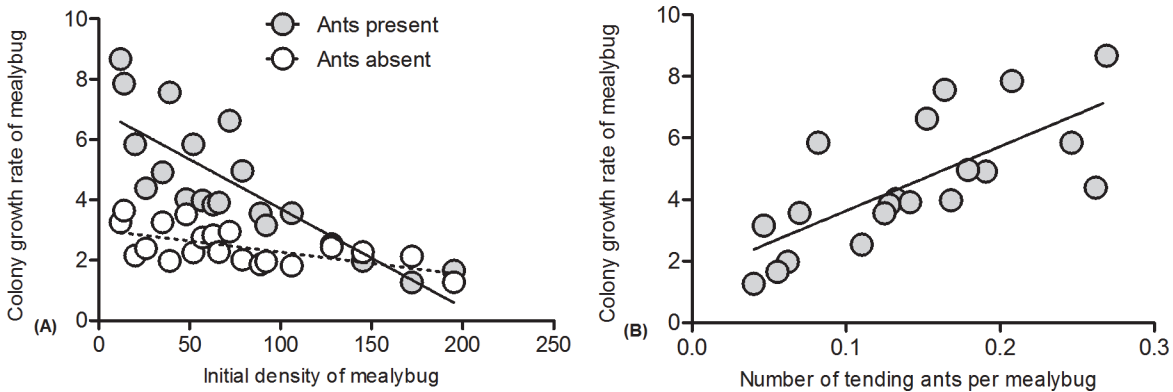 Colony growth rate of mealybug
10
8
6
4
2
0
Ants present
Ants absent
(A)
0
50
100
150
200
250
Initial density of mealybug
Colony growth rate of mealybug
10
8
6
4
2
0
(B)
0.0
0.1
0.2
0.3
Number of tending ants per mealybug